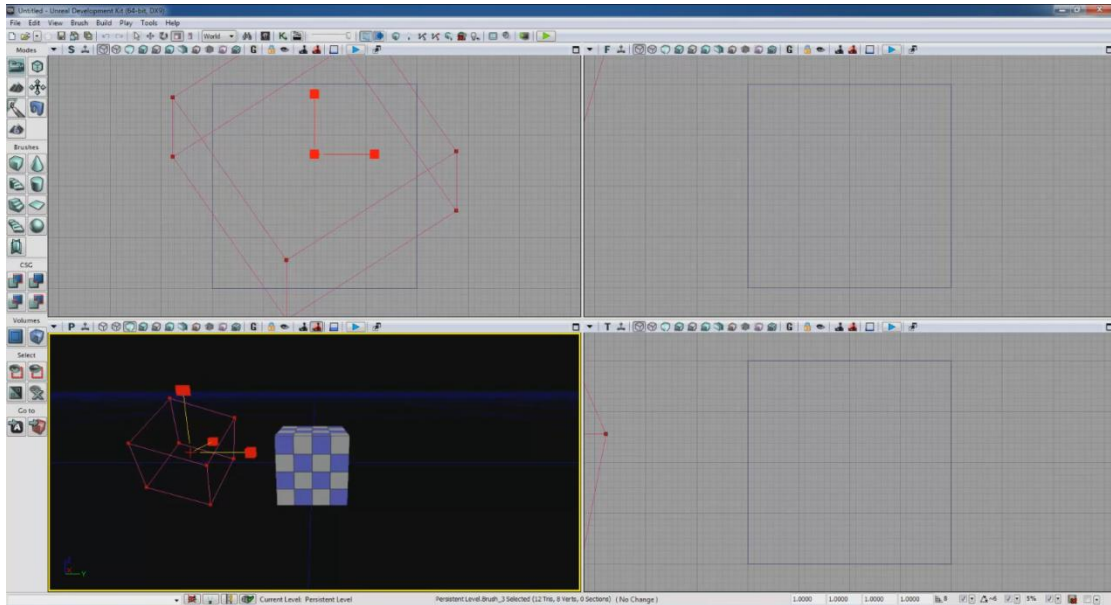 Untitled - Unreal Development Kit (64-bit, DX9)
File Edit View Brush Build Play Tools Help
World
Modes
S
G
F
G
Brushes
CSG
Volumes
P
G
T
G
Select
Go to
Y
Current Level: Persistent Level
Persistent Level.Brush_3 Selected (12 Tris, 8 Verts, 0 Sections) (No Change)
1.0000 1.0000 1.0000 1.0000 8 5%